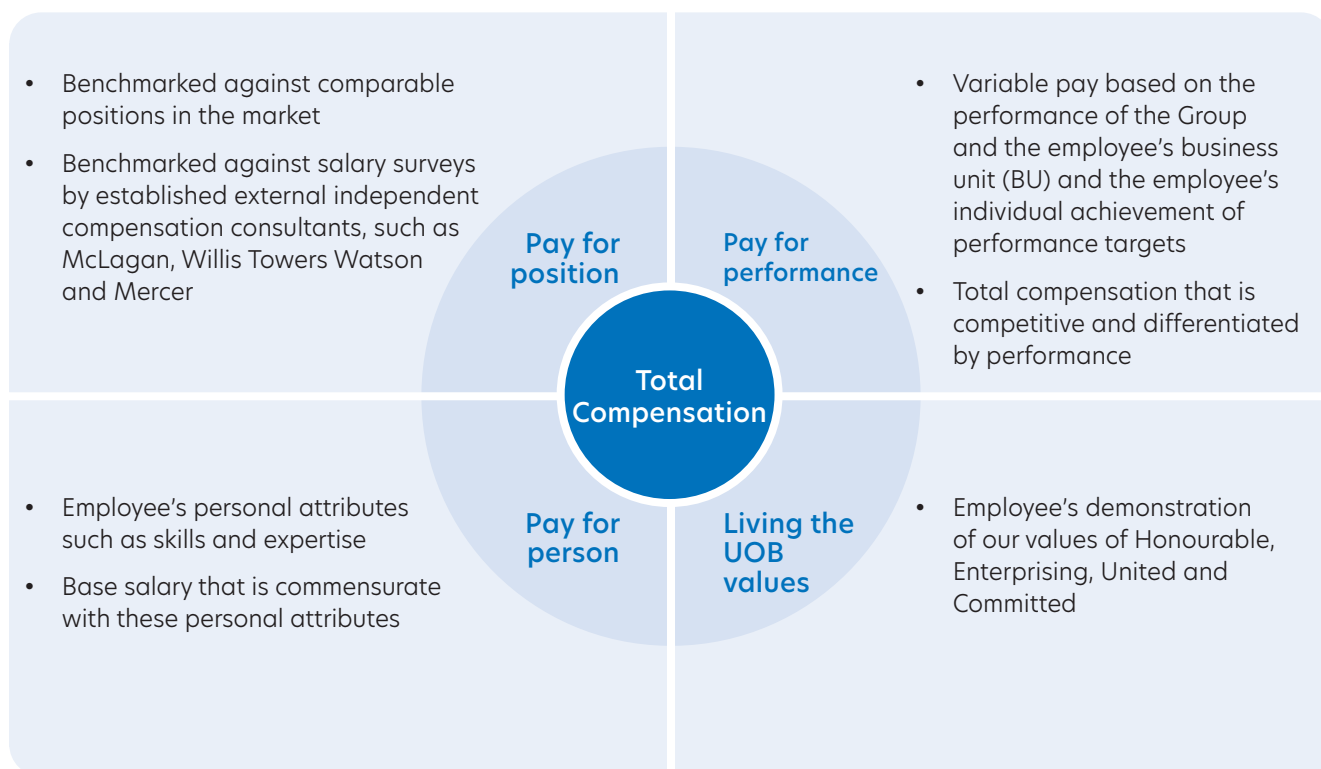 • Benchmarked against comparable
positions in the market
• Benchmarked against salary surveys
by established external independent
compensation consultants, such as
McLagan, Willis Towers Watson
and Mercer
Pay for
position
Pay for
performance
• Variable pay based on the
performance of the Group
and the employee’s business
unit (BU) and the employee’s
individual achievement of
performance targets
• Total compensation that is
competitive and differentiated
by performance
Total
Compensation
• Employee’s personal attributes
such as skills and expertise
• Base salary that is commensurate
with these personal attributes
Pay for
person
Living the
UOB
values
• Employee’s demonstration
of our values of Honourable,
Enterprising, United and
Committed